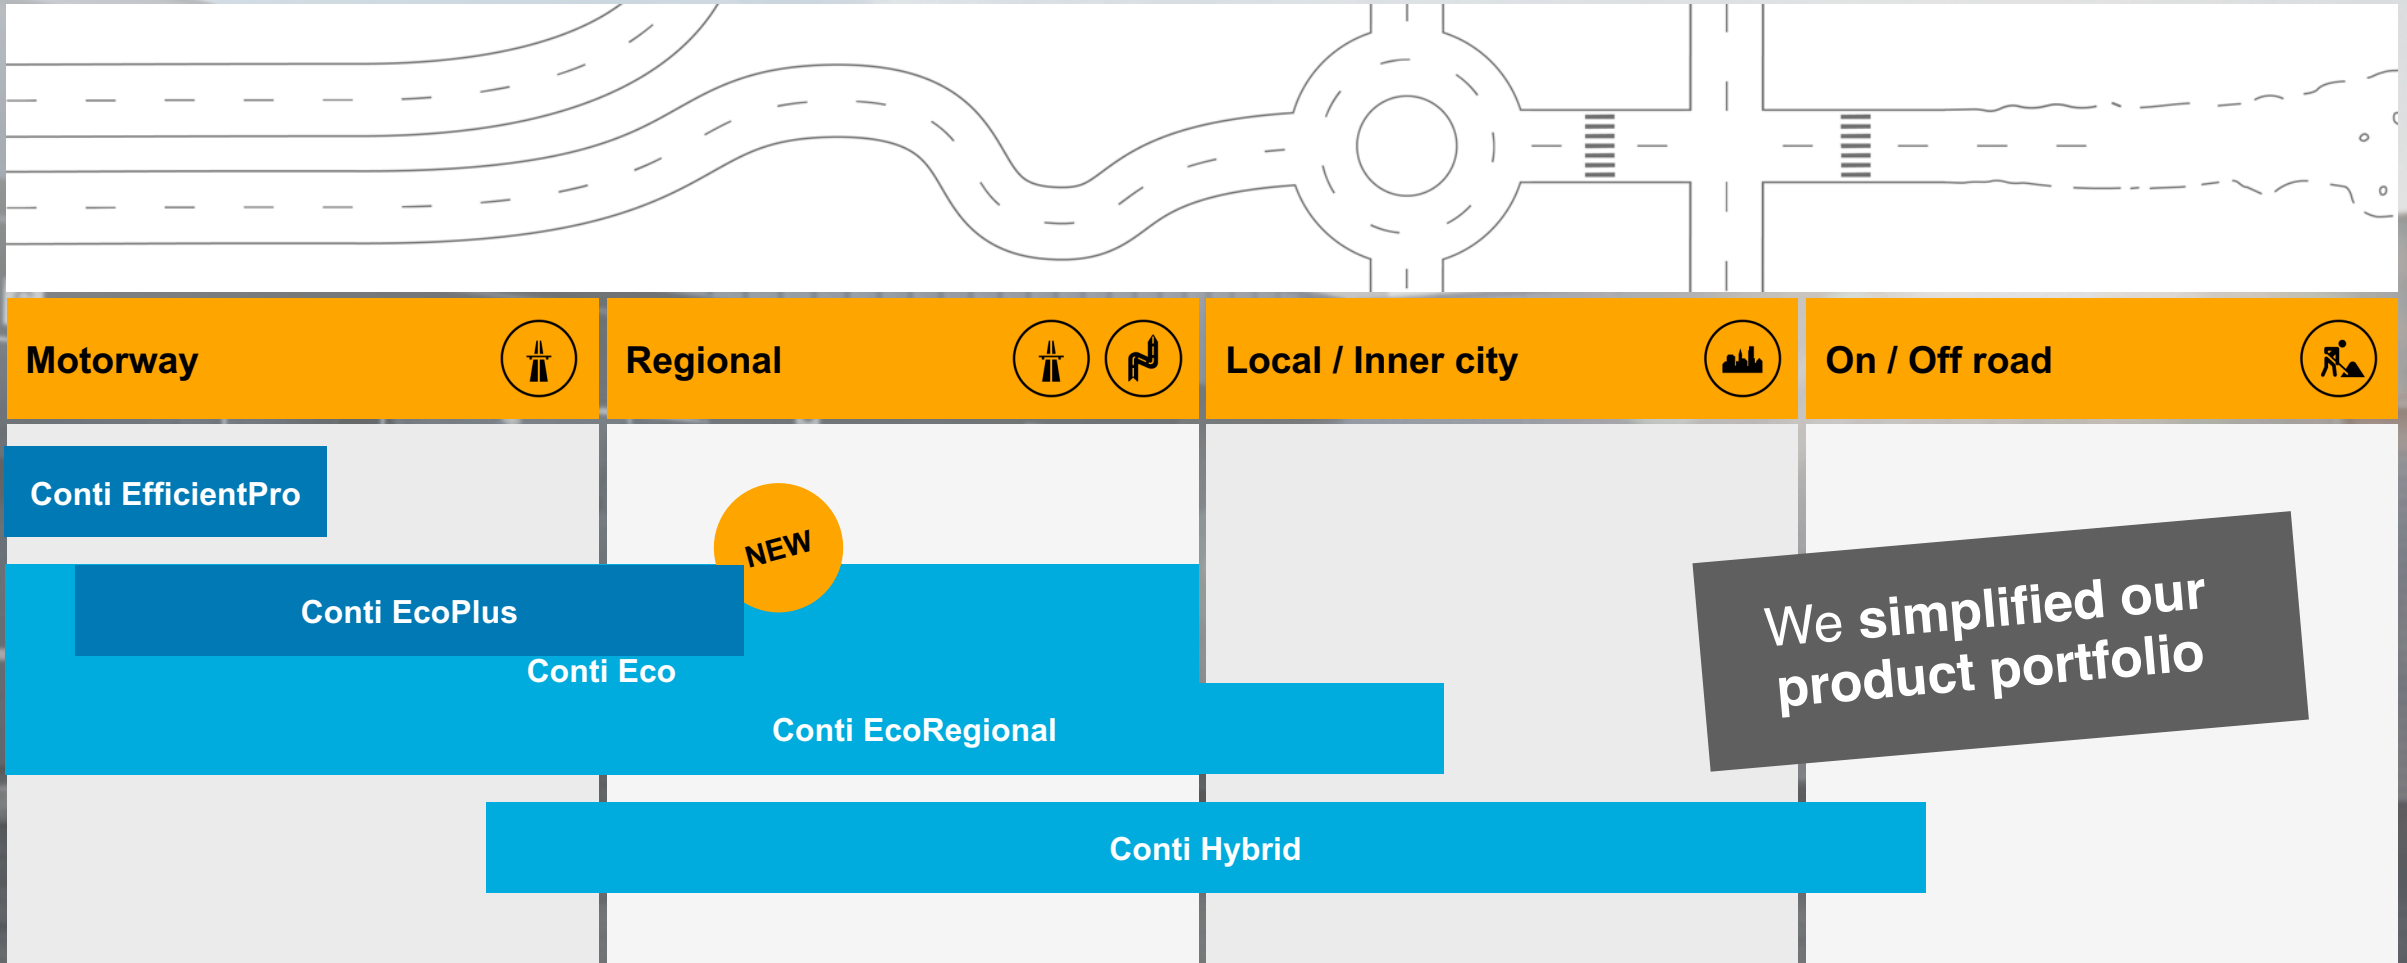 Motorway
Regional
Local / Inner city
On / Off road
Conti EfficientPro
NEW
Conti EcoPlus
Conti Eco
Conti EcoRegional
Conti Hybrid
We simplified our
product portfolio